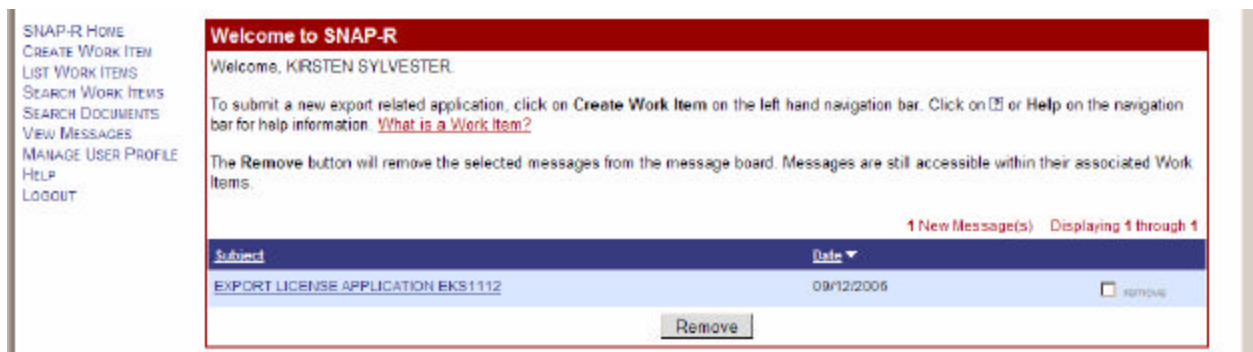 SNAP-R HOME
CREATE WORK ITEM
LIST WORK ITEMS
SEARCH WORK ITEMS
SEARCH DOCUMENTS
VIEW MESSAGES
MANAGE USER PROFILE
HELP
LOGOUT
Welcome to SNAP-R
Welcome, KIRSTEN SYLVESTER.
To submit a new export related application, click on Create Work Item on the left hand navigation bar. Click on [?] or Help on the navigation
bar for help information. What is a Work Item?
The Remove button will remove the selected messages from the message board. Messages are still accessible within their associated Work
Items.
1 New Message(s) Displaying 1 through 1
Subject Date ▼
EXPORT LICENSE APPLICATION EKS1112 09/12/2006 remove
Remove